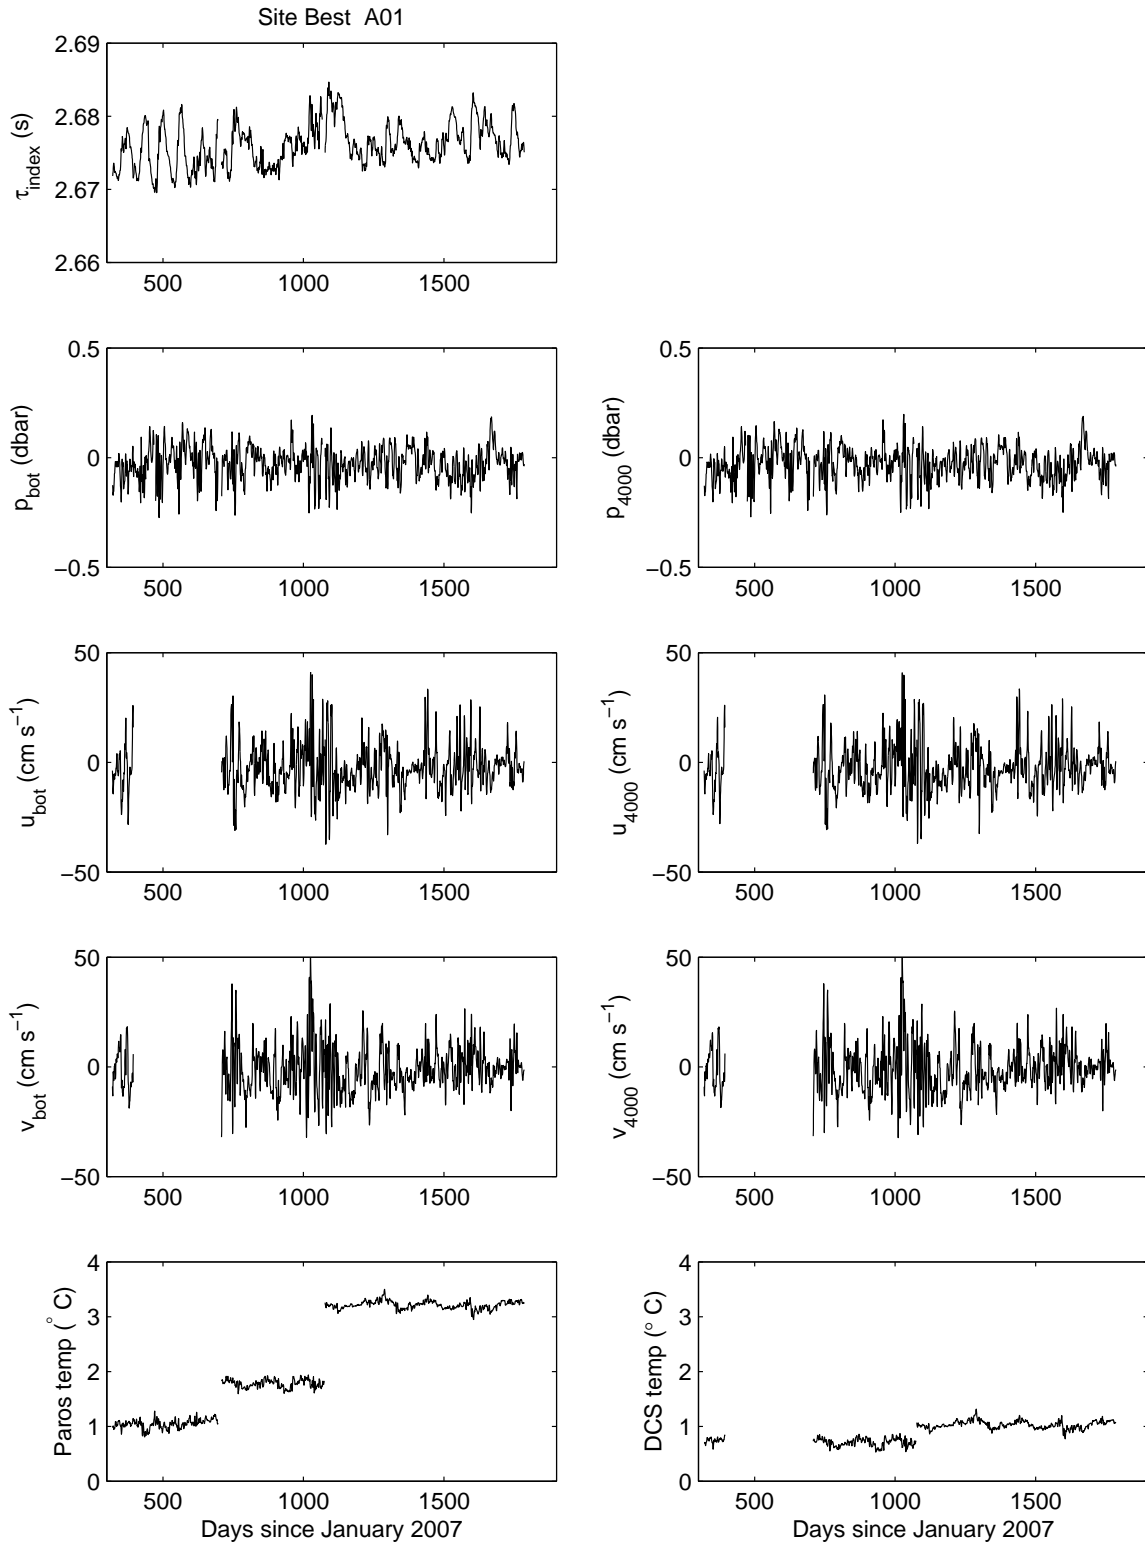 Site Best A01
2.69
2.68
2.67
2.66
τindex (s)
500 1000 1500
0.5
0
−0.5
pbot (dbar)
500 1000 1500
0.5
0
−0.5
p4000 (dbar)
500 1000 1500
50
0
−50
ubot (cm s−1)
500 1000 1500
50
0
−50
u4000 (cm s−1)
500 1000 1500
50
0
−50
vbot (cm s−1)
500 1000 1500
50
0
−50
v4000 (cm s−1)
500 1000 1500
4
3
2
1
0
Paros temp (° C)
500 1000 1500
Days since January 2007
4
3
2
1
0
DCS temp (° C)
500 1000 1500
Days since January 2007